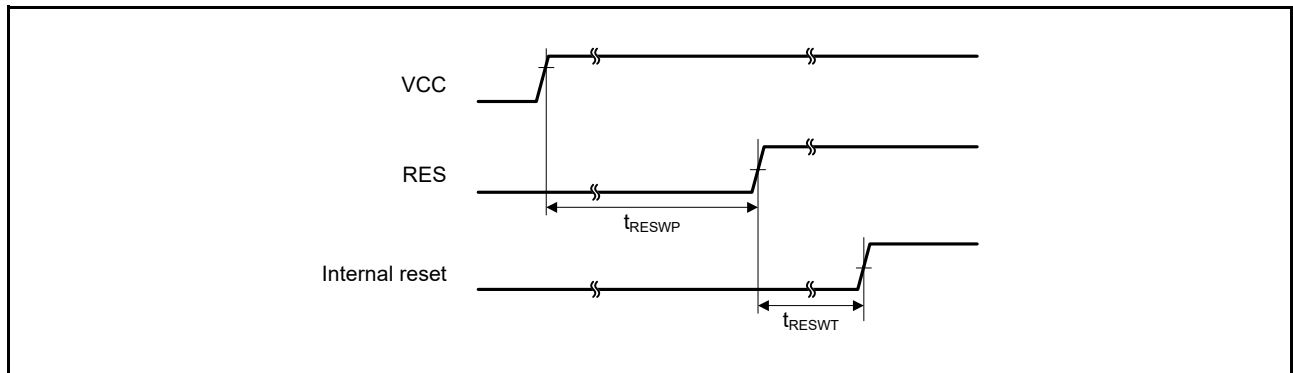 VCC
RES
tRESWP
Internal reset
tRESWT